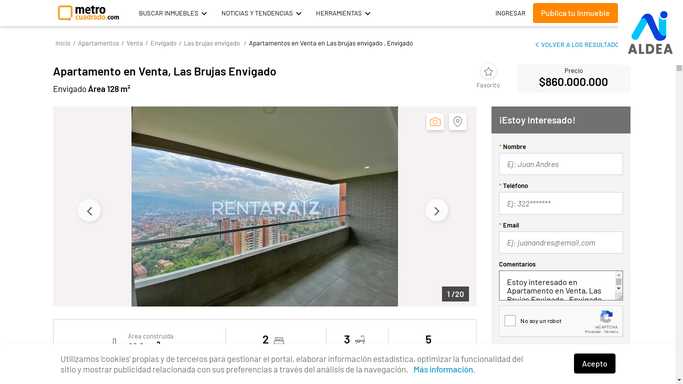 metro
cuadrado.com
BUSCAR INMUEBLES
NOTICIAS Y TENDENCIAS
HERRAMIENTAS
INGRESAR
Publica tu Inmueble
ALDEA
Inicio / Apartamentos / Venta / Envigado / Las brujas envigado / Apartamentos en Venta en Las brujas envigado , Envigado
VOLVER A LOS RESULTADO
Apartamento en Venta, Las Brujas Envigado
Envigado Área 128 m²
Favorito
Precio
$860.000.000
RENTARAÍZ
1 / 20
¡Estoy Interesado!
* Nombre
Ej: Juan Andres
* Teléfono
Ej: 322*******
* Email
Ej: juanandres@email.com
Comentarios
Estoy interesado en
Apartamento en Venta, Las
Brujas Envigado , Envigado
No soy un robot
reCAPTCHA
Privacidad - Términos
Área construida
2
3
5
Utilizamos 'cookies' propias y de terceros para gestionar el portal, elaborar información estadística, optimizar la funcionalidad del
sitio y mostrar publicidad relacionada con sus preferencias a través del análisis de la navegación. Más información.
Acepto